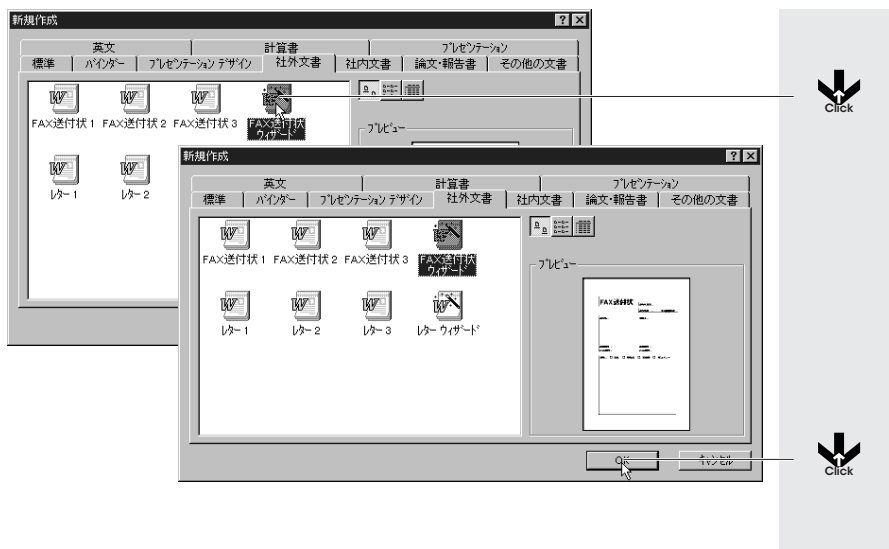 新規作成
英文 計算書 プレゼンテーション
標準 バインダー プレゼンテーション デザイン 社外文書 社内文書 論文・報告書 その他の文書
FAX送付状 1 FAX送付状 2 FAX送付状 3 FAX送付状 ウィザード
プレビュー
レター 1 レター 2
Click
新規作成
英文 計算書 プレゼンテーション
標準 バインダー プレゼンテーション デザイン 社外文書 社内文書 論文・報告書 その他の文書
FAX送付状 1 FAX送付状 2 FAX送付状 3 FAX送付状 ウィザード
プレビュー
FAX送付状
レター 1 レター 2 レター 3 レター ウィザード
OK キャンセル
Click